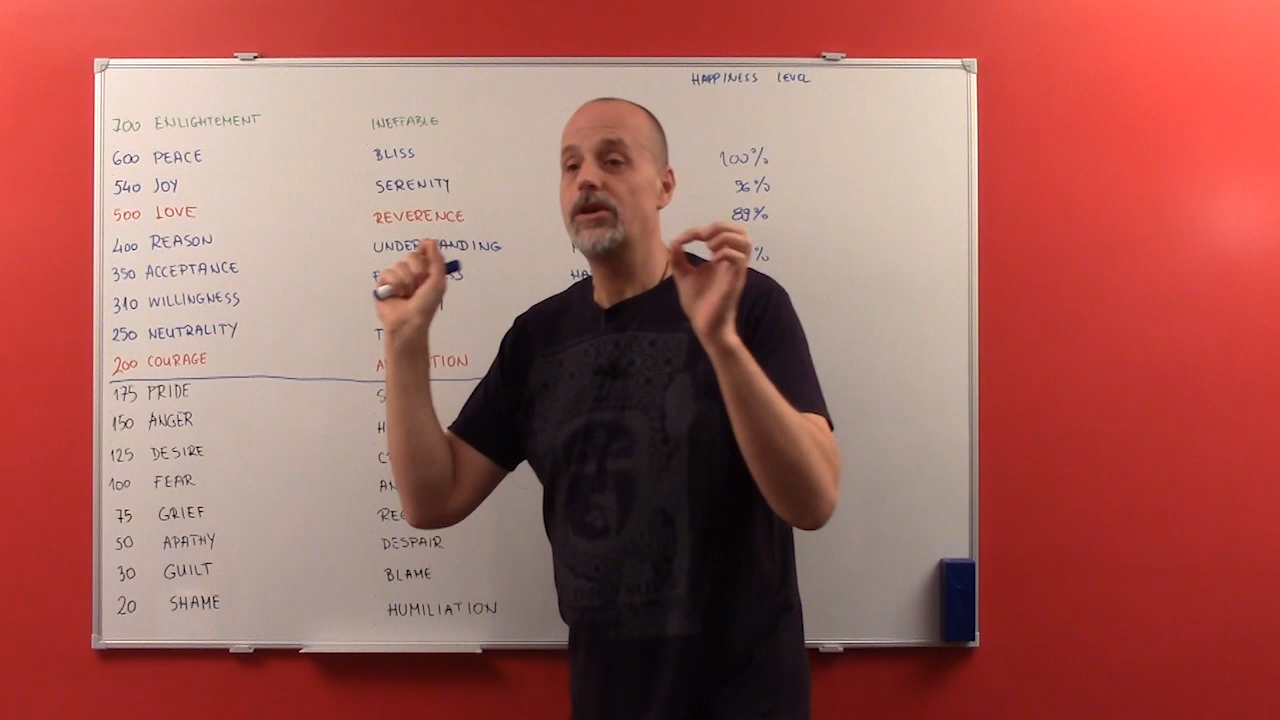 HAPPINESS LEVEL
700 ENLIGHTEMENT INEFFABLE
600 PEACE BLISS 100%
540 JOY SERENITY 96%
500 LOVE REVERENCE 89%
400 REASON %
350 ACCEPTANCE
310 WILLINGNESS
250 NEUTRALITY
200 COURAGE
175 PRIDE
150 ANGER
125 DESIRE
100 FEAR
75 GRIEF
50 APATHY DESPAIR
30 GUILT BLAME
20 SHAME HUMILIATION